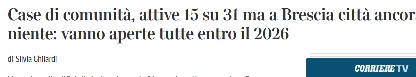 Case di comunità, attive 15 su 31 ma a Brescia città ancor
niente: vanno aperte tutte entro il 2026
di Silvia Ghilardi
CORRIERE TV